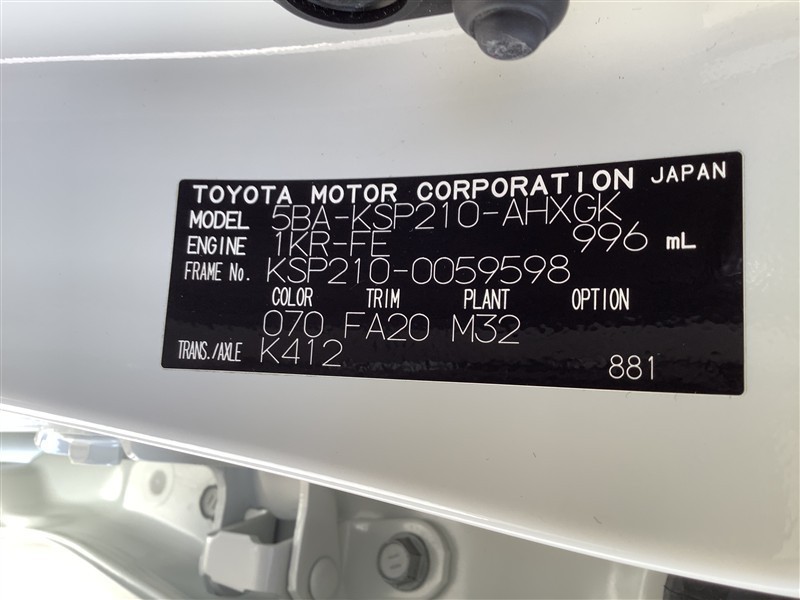 TOYOTA MOTOR CORPORATION JAPAN
MODEL 5BA-KSP210-AHXGK
ENGINE 1KR-FE 996 mL
FRAME No. KSP210-0059598
COLOR TRIM PLANT OPTION
070 FA20 M32
TRANS./AXLE K412
881